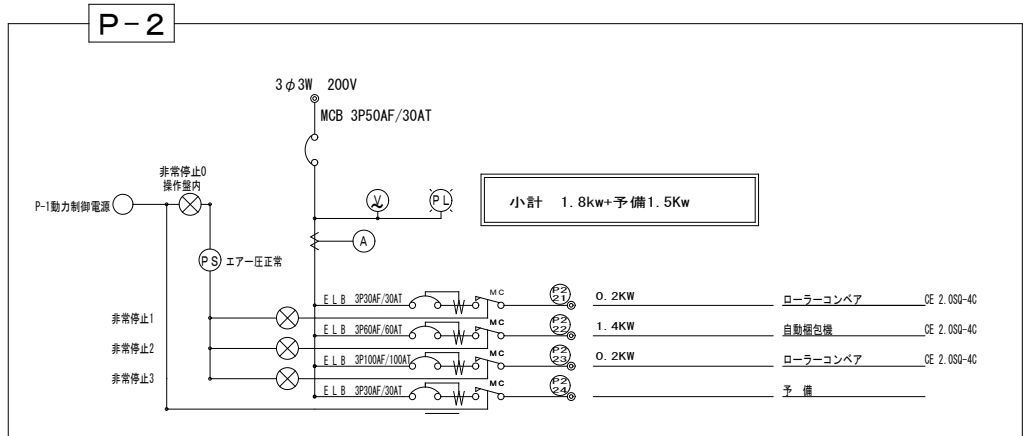 P-2
3φ3W 200V
MCB 3P50AF/30AT
非常停止0
操作盤内
P-1動力制御電源
V
PL
小計 1.8kw+予備1.5Kw
A
PS エアー圧正常
ELB 3P30AF/30AT MC P2 21 0.2KW ローラーコンベア CE 2.0SQ-4C
非常停止1
ELB 3P60AF/60AT MC P2 22 1.4KW 自動梱包機 CE 2.0SQ-4C
非常停止2
ELB 3P100AF/100AT MC P2 23 0.2KW ローラーコンベア CE 2.0SQ-4C
非常停止3
ELB 3P30AF/30AT MC P2 24 予備